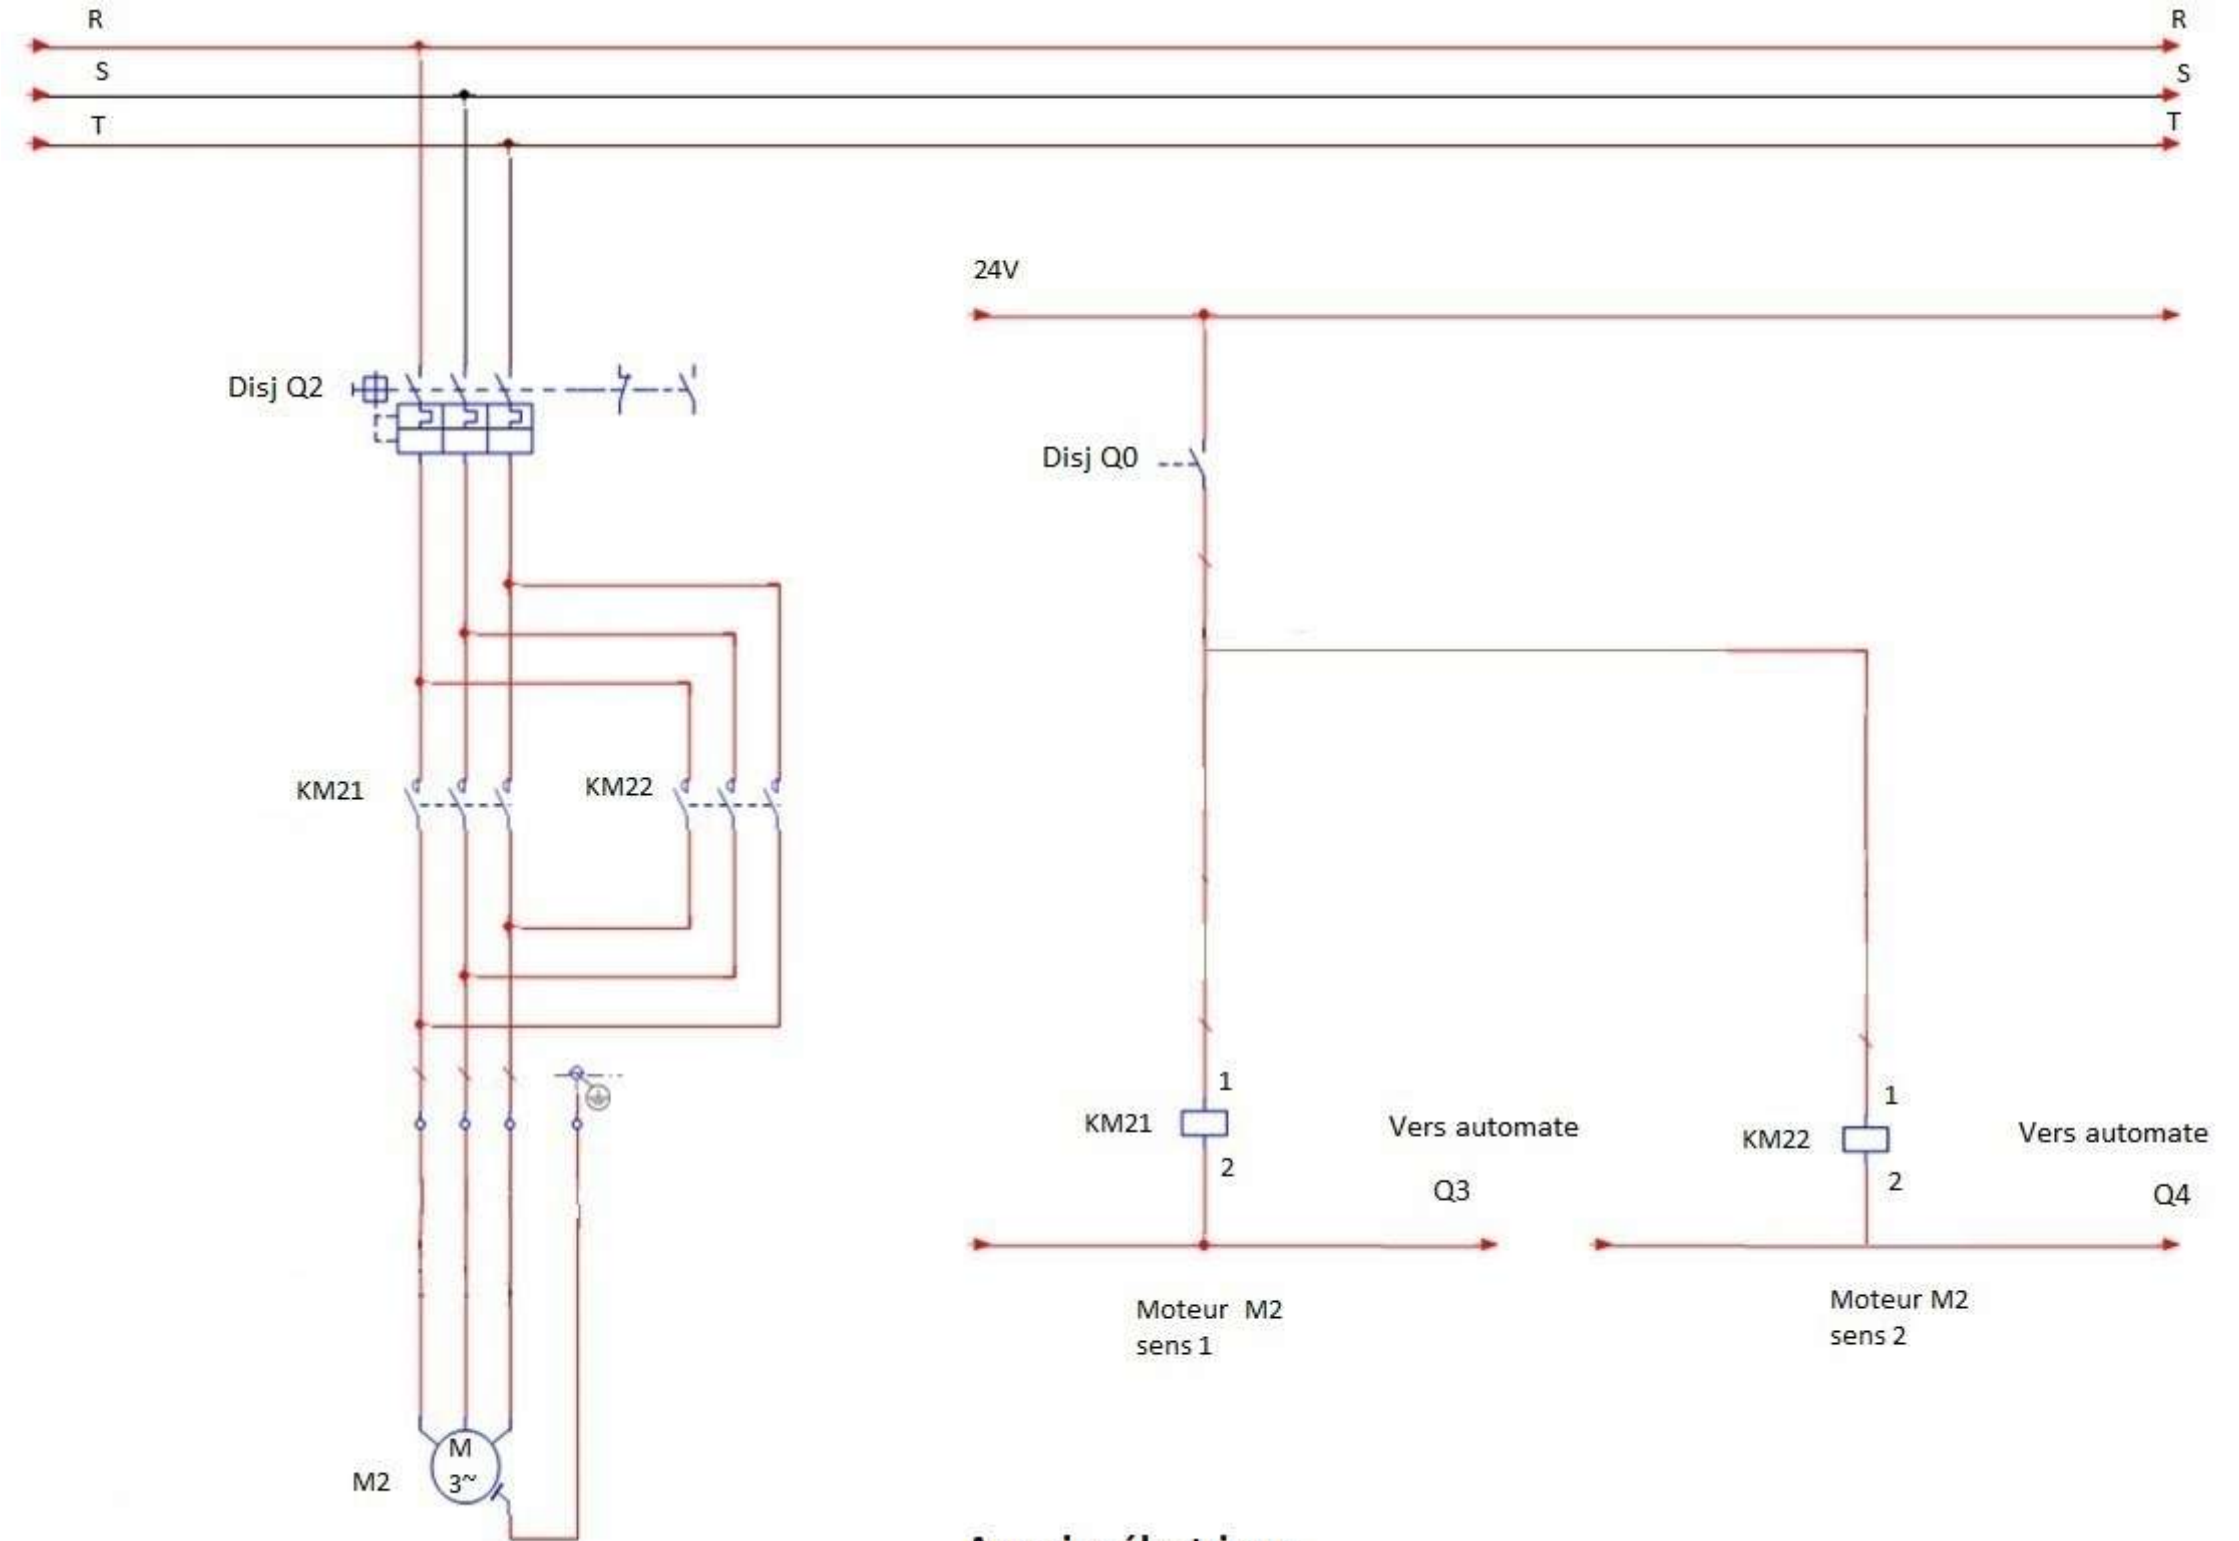 R
R
S
S
T
T
24V
Disj Q2
Disj Q0
KM21
KM22
1
KM21
2
Vers automate
Q3
1
KM22
2
Vers automate
Q4
Moteur M2
sens 1
Moteur M2
sens 2
M
3~
M2